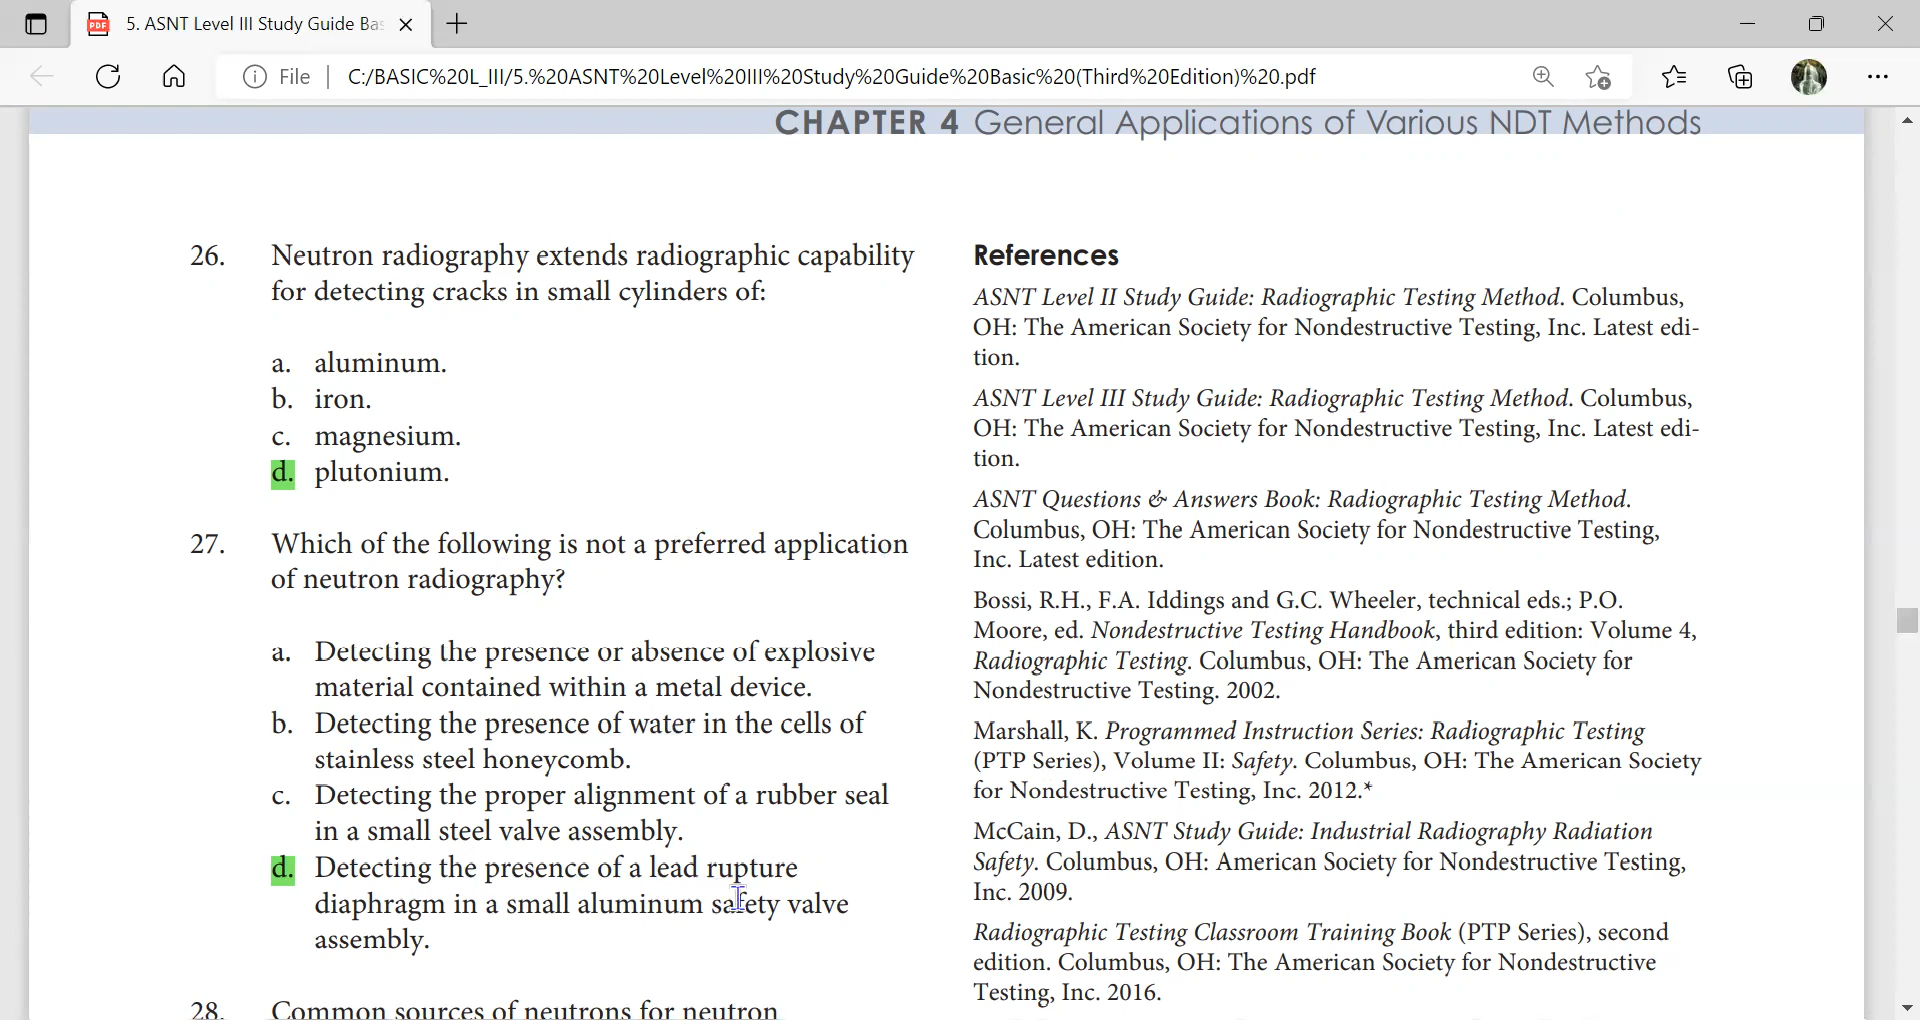 5. ASNT Level III Study Guide Ba
File
C:/BASIC%20L_III/5.%20ASNT%20Level%20III%20Study%20Guide%20Basic%20(Third%20Edition)%20.pdf
CHAPTER 4 General Applications of Various NDT Methods
26. Neutron radiography extends radiographic capability
for detecting cracks in small cylinders of:
a. aluminum.
b. iron.
c. magnesium.
d. plutonium.
27. Which of the following is not a preferred application
of neutron radiography?
a. Detecting the presence or absence of explosive
material contained within a metal device.
b. Detecting the presence of water in the cells of
stainless steel honeycomb.
c. Detecting the proper alignment of a rubber seal
in a small steel valve assembly.
d. Detecting the presence of a lead rupture
diaphragm in a small aluminum safety valve
assembly.
28. Common sources of neutrons for neutron
References
ASNT Level II Study Guide: Radiographic Testing Method. Columbus,
OH: The American Society for Nondestructive Testing, Inc. Latest edi-
tion.
ASNT Level III Study Guide: Radiographic Testing Method. Columbus,
OH: The American Society for Nondestructive Testing, Inc. Latest edi-
tion.
ASNT Questions & Answers Book: Radiographic Testing Method.
Columbus, OH: The American Society for Nondestructive Testing,
Inc. Latest edition.
Bossi, R.H., F.A. Iddings and G.C. Wheeler, technical eds.; P.O.
Moore, ed. Nondestructive Testing Handbook, third edition: Volume 4,
Radiographic Testing. Columbus, OH: The American Society for
Nondestructive Testing. 2002.
Marshall, K. Programmed Instruction Series: Radiographic Testing
(PTP Series), Volume II: Safety. Columbus, OH: The American Society
for Nondestructive Testing, Inc. 2012.*
McCain, D., ASNT Study Guide: Industrial Radiography Radiation
Safety. Columbus, OH: American Society for Nondestructive Testing,
Inc. 2009.
Radiographic Testing Classroom Training Book (PTP Series), second
edition. Columbus, OH: The American Society for Nondestructive
Testing, Inc. 2016.